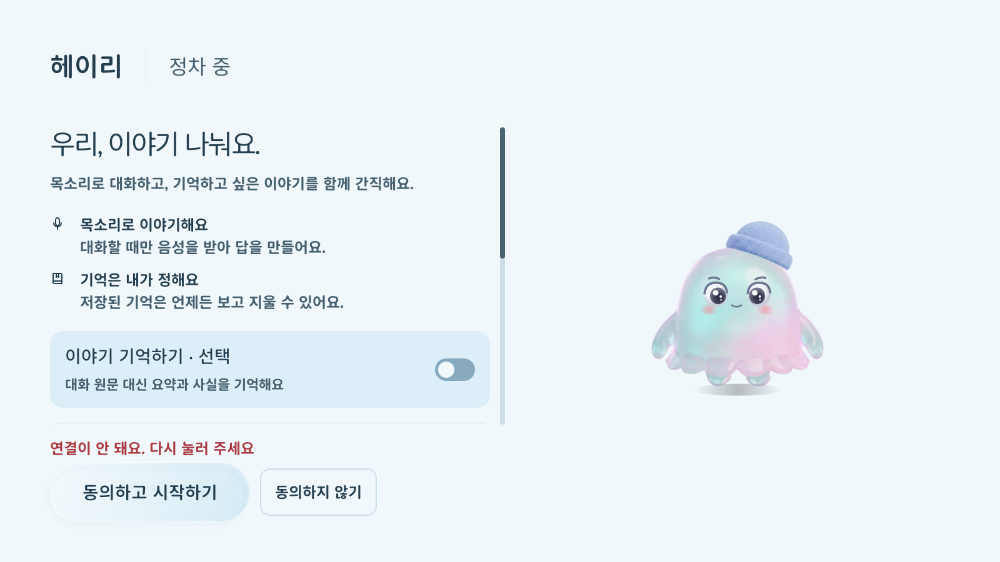 헤이리
정차 중
우리, 이야기 나눠요.
목소리로 대화하고, 기억하고 싶은 이야기를 함께 간직해요.
목소리로 이야기해요
대화할 때만 음성을 받아 답을 만들어요.
기억은 내가 정해요
저장된 기억은 언제든 보고 지울 수 있어요.
이야기 기억하기 · 선택
대화 원문 대신 요약과 사실을 기억해요
연결이 안 돼요. 다시 눌러 주세요
동의하고 시작하기
동의하지 않기